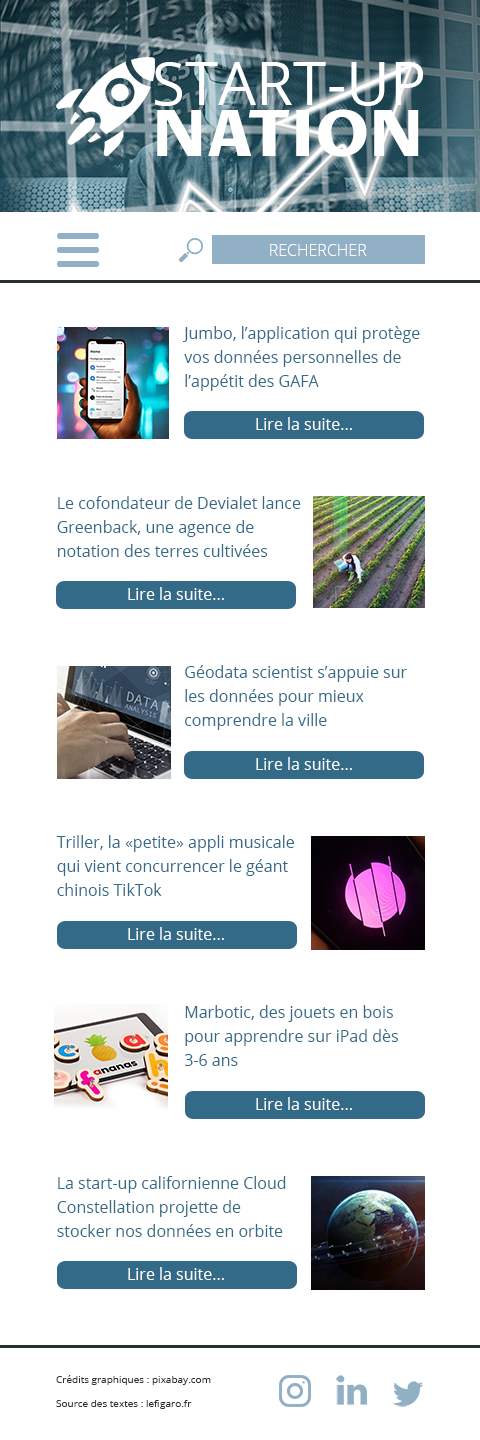 START-UP
NATION
RECHERCHER
Jumbo, l’application qui protège
vos données personnelles de
l’appétit des GAFA
Lire la suite...
Le cofondateur de Devialet lance
Greenback, une agence de
notation des terres cultivées
Lire la suite...
DATA
ANALYSIS
Géodata scientist s’appuie sur
les données pour mieux
comprendre la ville
Lire la suite...
Triller, la «petite» appli musicale
qui vient concurrencer le géant
chinois TikTok
Lire la suite...
ananas
Marbotic, des jouets en bois
pour apprendre sur iPad dès
3-6 ans
Lire la suite...
La start-up californienne Cloud
Constellation projette de
stocker nos données en orbite
Lire la suite...
Crédits graphiques : pixabay.com
Source des textes : lefigaro.fr
in